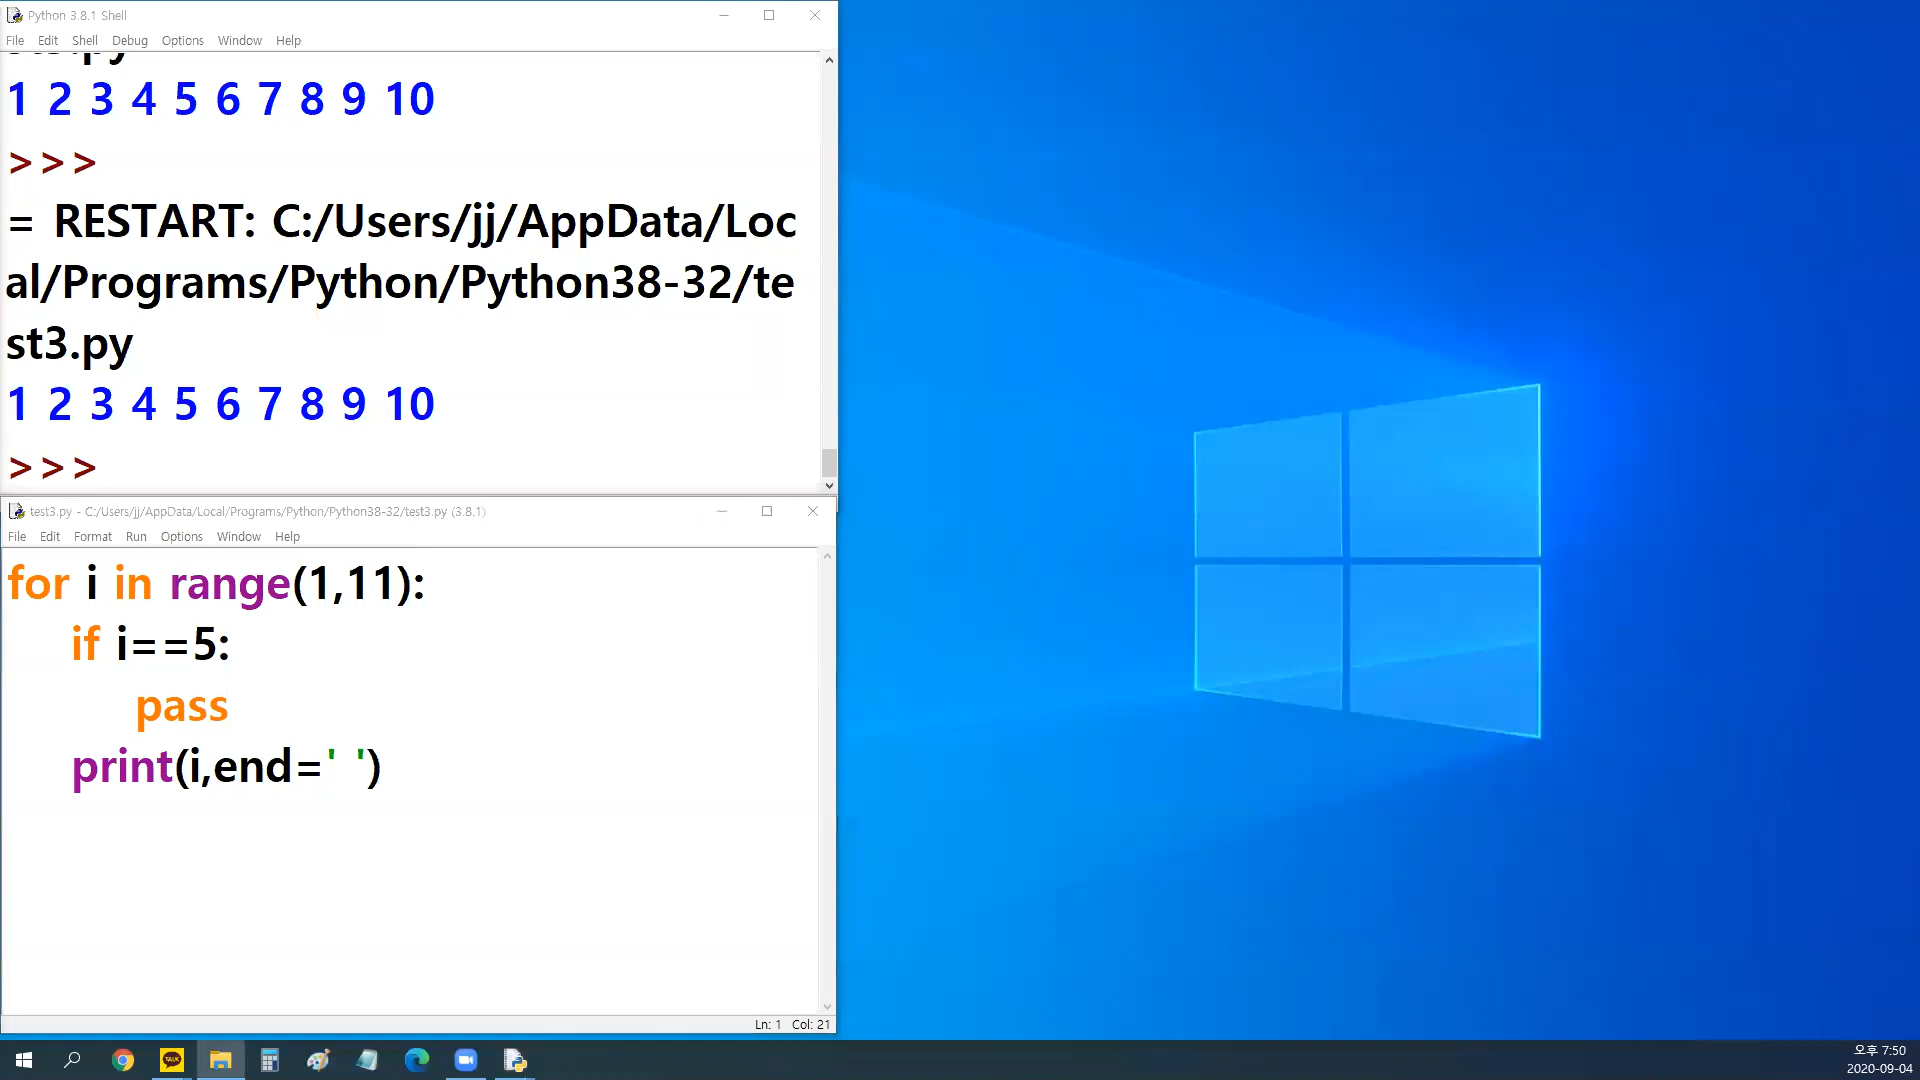 Python 3.8.1 Shell
File Edit Shell Debug Options Window Help
1 2 3 4 5 6 7 8 9 10
>>>
= RESTART: C:/Users/jj/AppData/Loc
al/Programs/Python/Python38-32/te
st3.py
1 2 3 4 5 6 7 8 9 10
>>>
test3.py - C:/Users/jj/AppData/Local/Programs/Python/Python38-32/test3.py (3.8.1)
File Edit Format Run Options Window Help
for i in range(1,11):
    if i==5:
        pass
    print(i,end=' ')
Ln: 1 Col: 21
TALK
오후 7:50
2020-09-04